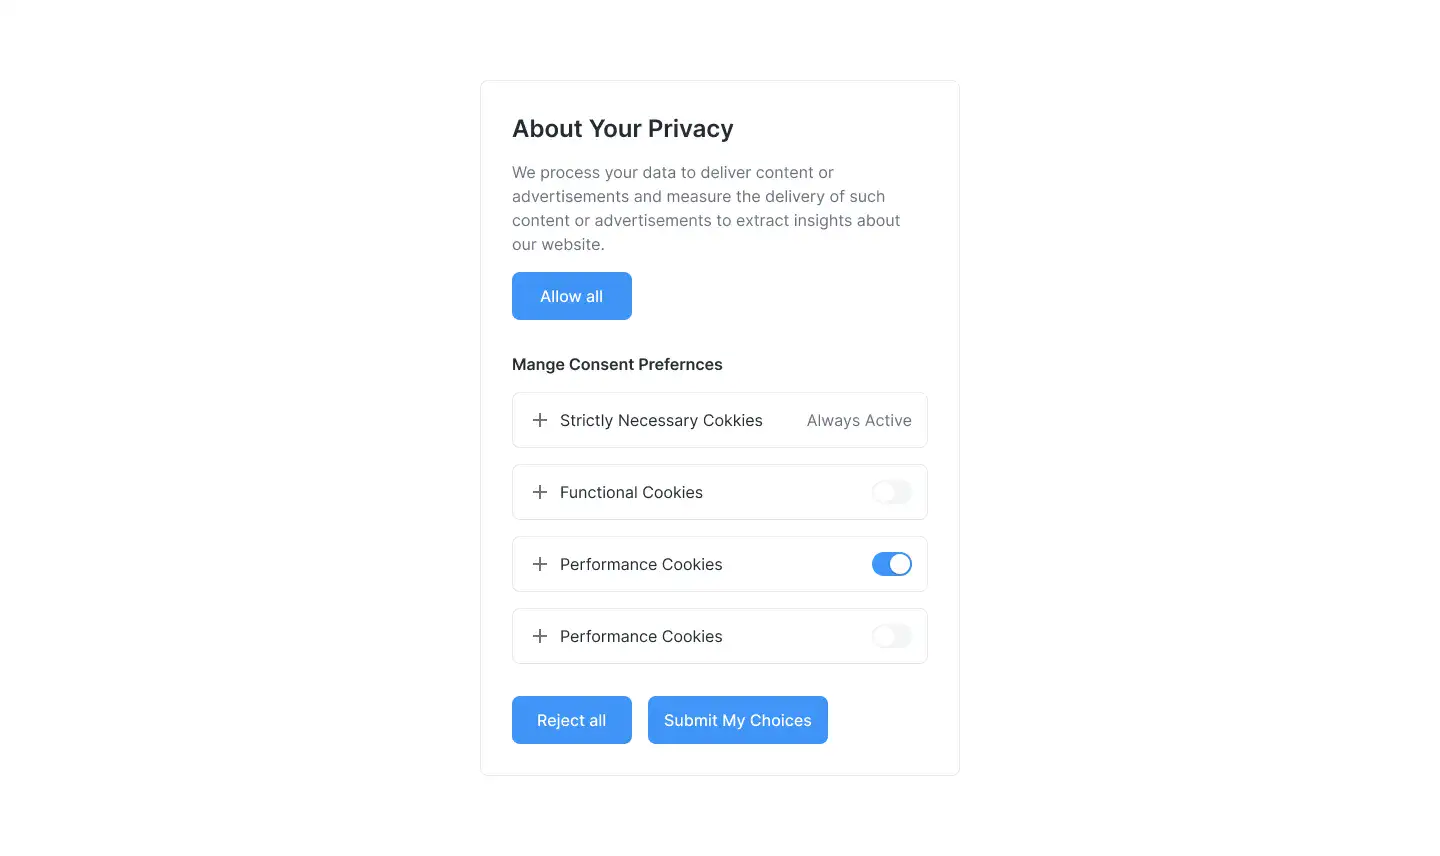 About Your Privacy
We process your data to deliver content or
advertisements and measure the delivery of such
content or advertisements to extract insights about
our website.
Allow all
Mange Consent Prefernces
Strictly Necessary Cokkies Always Active
Functional Cookies
Performance Cookies
Performance Cookies
Reject all Submit My Choices